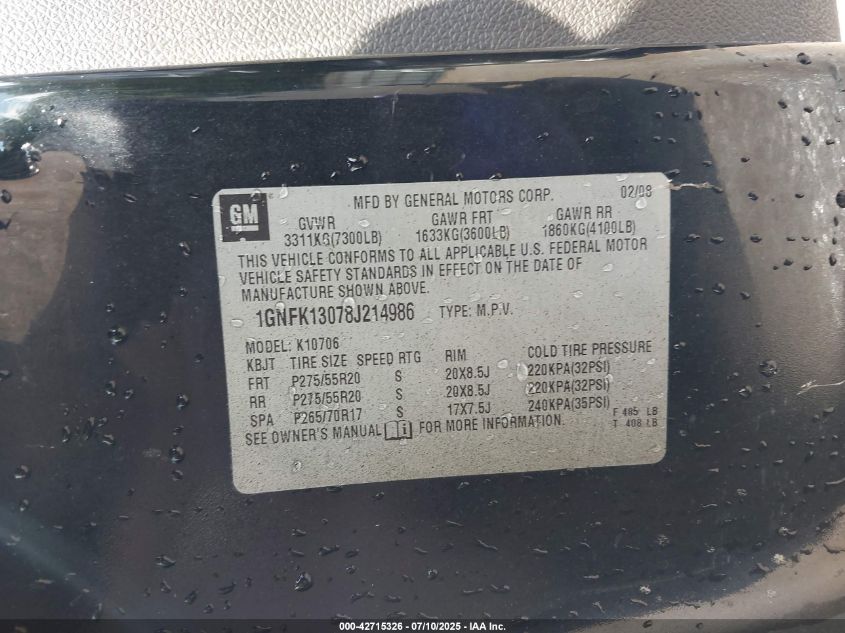 GM
MFD BY GENERAL MOTORS CORP. 02/08
GVWR GAWR FRT GAWR RR
3311KG(7300LB) 1633KG(3600LB) 1860KG(4100LB)
THIS VEHICLE CONFORMS TO ALL APPLICABLE U.S. FEDERAL MOTOR
VEHICLE SAFETY STANDARDS IN EFFECT ON THE DATE OF
MANUFACTURE SHOWN ABOVE.
1GNFK13078J214986 TYPE: M.P.V.
MODEL: K10706
KBJT TIRE SIZE SPEED RTG RIM COLD TIRE PRESSURE
FRT P275/55R20 S 20X8.5J 220KPA(32PSI)
RR P275/55R20 S 20X8.5J 220KPA(32PSI)
SPA P265/70R17 S 17X7.5J 240KPA(35PSI)
SEE OWNER'S MANUAL i FOR MORE INFORMATION.
F 485 LB
T 408 LB
000-42715326 - 07/10/2025 - IAA Inc.